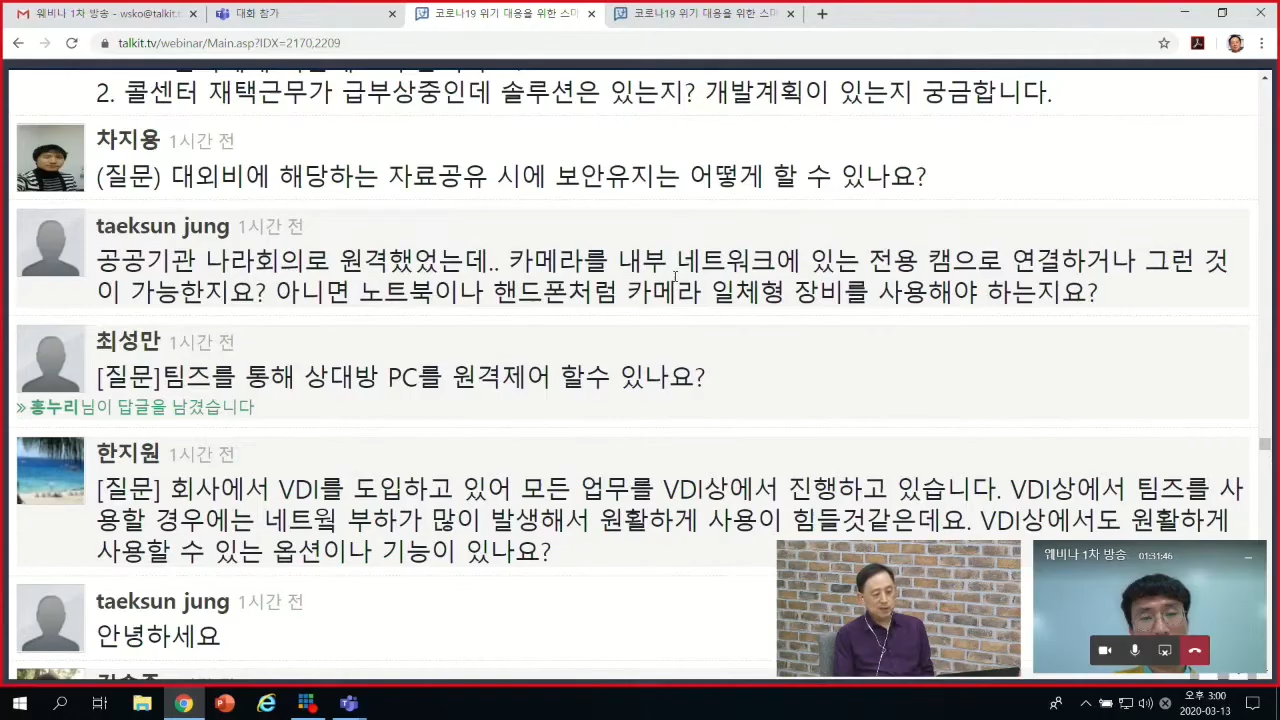 웨비나 1차 방송 - wsko@talkit.t
대화 참가
코로나19 위기 대응을 위한 스마
코로나19 위기 대응을 위한 스마
talkit.tv/webinar/Main.asp?IDX=2170,2209
2. 콜센터 재택근무가 급부상중인데 솔루션은 있는지? 개발계획이 있는지 궁금합니다.
차지용 1시간 전
(질문) 대외비에 해당하는 자료공유 시에 보안유지는 어떻게 할 수 있나요?
taeksun jung 1시간 전
공공기관 나라회의로 원격했었는데.. 카메라를 내부 네트워크에 있는 전용 캠으로 연결하거나 그런 것
이 가능한지요? 아니면 노트북이나 핸드폰처럼 카메라 일체형 장비를 사용해야 하는지요?
최성만 1시간 전
[질문]팀즈를 통해 상대방 PC를 원격제어 할수 있나요?
» 홍누리님이 답글을 남겼습니다
한지원 1시간 전
[질문] 회사에서 VDI를 도입하고 있어 모든 업무를 VDI상에서 진행하고 있습니다. VDI상에서 팀즈를 사
용할 경우에는 네트웤 부하가 많이 발생해서 원활하게 사용이 힘들것같은데요. VDI상에서도 원활하게
사용할 수 있는 옵션이나 기능이 있나요?
웨비나 1차 방송 01:31:46
taeksun jung 1시간 전
안녕하세요
오후 3:00
2020-03-13